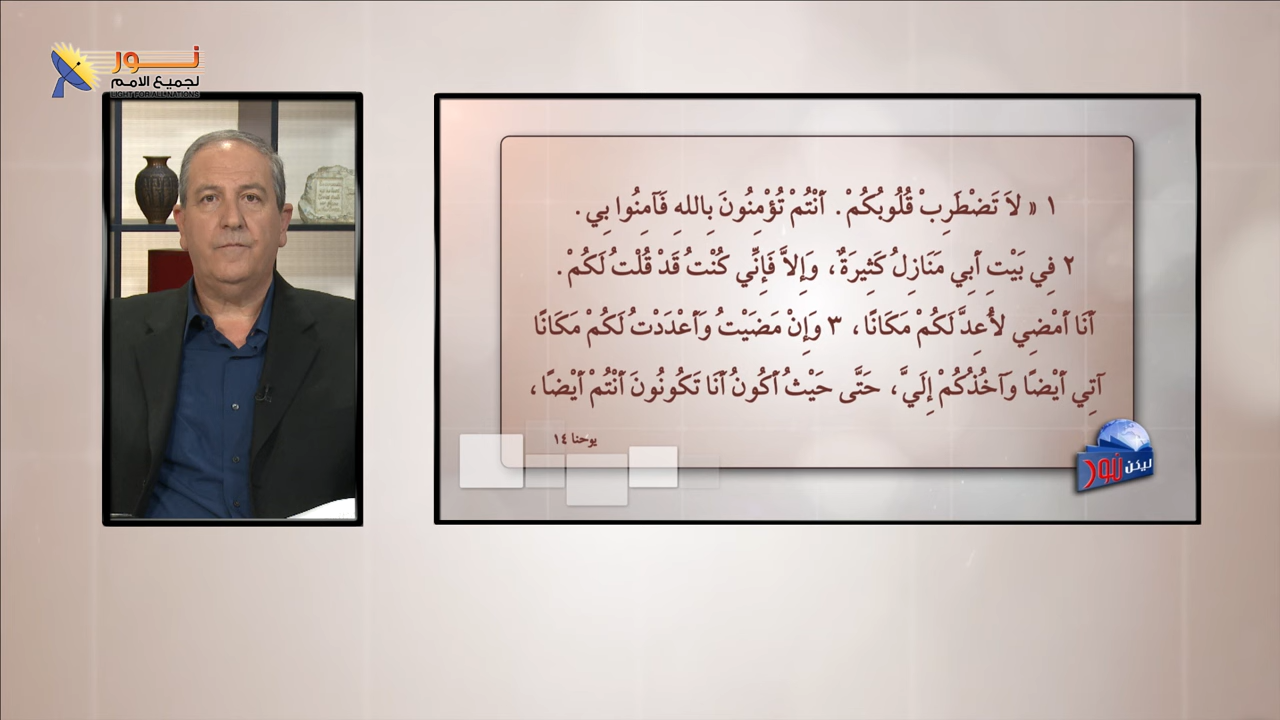 نور
لجميع الامم
LIGHT FOR ALL NATIONS
١ « لاَ تَضْطَرِبْ قُلُوبُكُمْ. أَنْتُمْ تُؤْمِنُونَ بِاللهِ فَآمِنُوا بِي.
٢ فِي بَيْتِ أَبِي مَنَازِلُ كَثِيرَةٌ، وَإِلاَّ فَإِنِّي كُنْتُ قَدْ قُلْتُ لَكُمْ.
أَنَا أَمْضِي لأُعِدَّ لَكُمْ مَكَانًا، ٣ وَإِنْ مَضَيْتُ وَأَعْدَدْتُ لَكُمْ مَكَانًا
آتِي أَيْضًا وَآخُذُكُمْ إِلَيَّ، حَتَّى حَيْثُ أَكُونُ أَنَا تَكُونُونَ أَنْتُمْ أَيْضًا،
يوحنا ١٤
ليكن نور